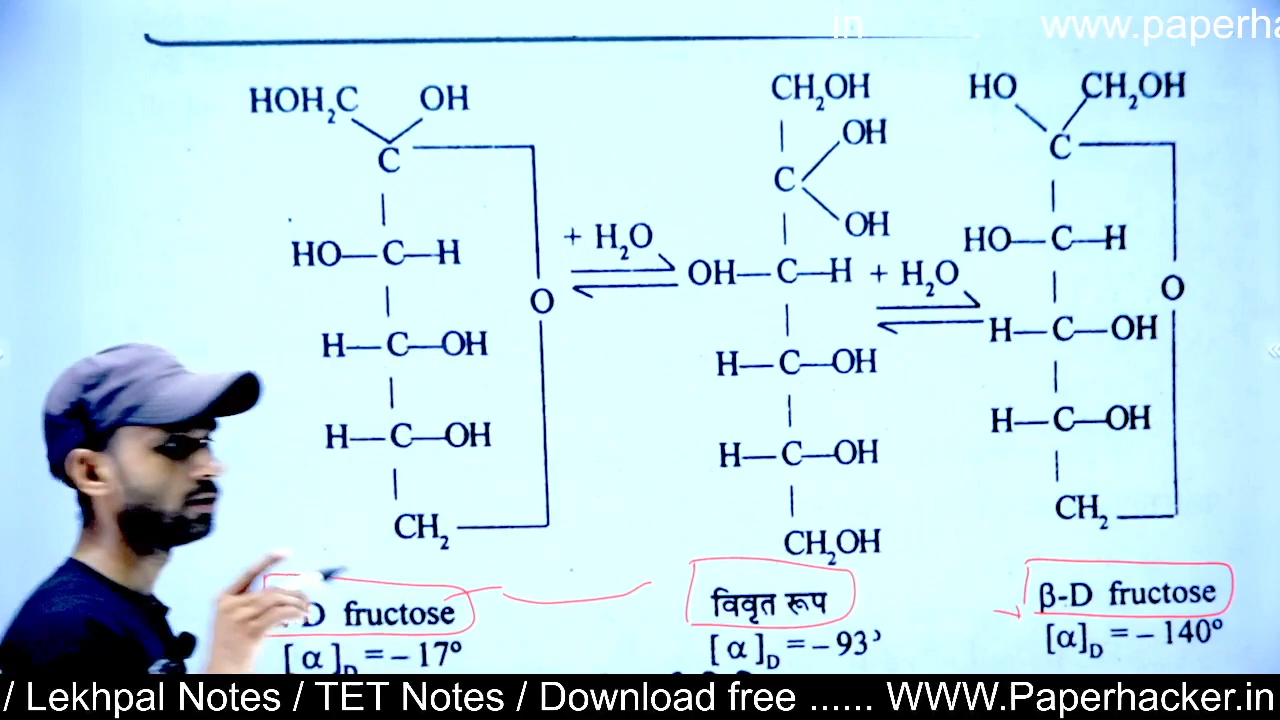 in www.paperha
HOH₂C OH
C
HO—C—H
O
H—C—OH
H—C—OH
CH₂
D fructose
[α]D = – 17°
+ H₂O
CH₂OH
OH
C
OH
OH—C—H
H—C—OH
H—C—OH
CH₂OH
विवृत रूप
[α]D = – 93°
+ H₂O
HO CH₂OH
C
HO—C—H
O
H—C—OH
H—C—OH
CH₂
β-D fructose
[α]D = – 140°
/ Lekhpal Notes / TET Notes / Download free ...... WWW.Paperhacker.in